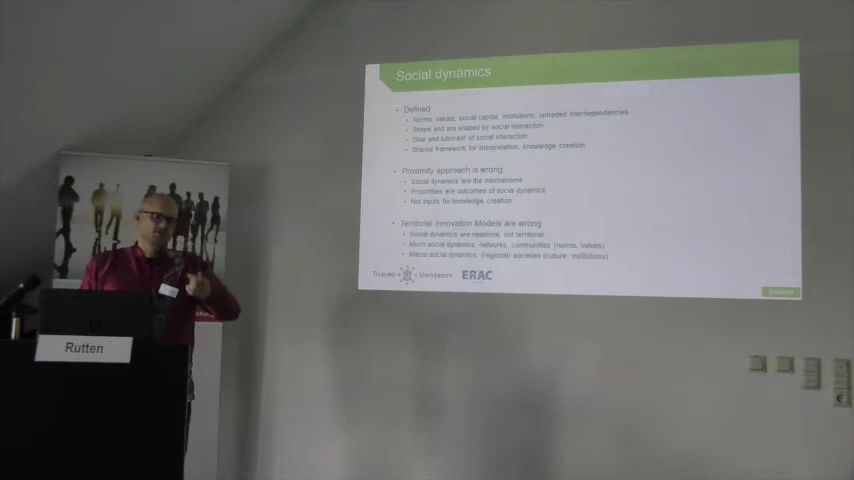 Social dynamics
• Defined
• Norms, values, social capital, institutions, untraded interdependencies
• Shape and are shaped by social interaction
• Glue and lubricant of social interaction
• Shared framework for interpretation, knowledge creation
• Proximity approach is wrong
• Social dynamics are the mechanisms
• Proximities are outcomes of social dynamics
• Not inputs for knowledge creation
• Territorial Innovation Models are wrong
• Social dynamics are relational, not territorial
• Micro social dynamics: networks, communities (norms, values)
• Macro social dynamics: (regional) societies (culture, institutions)
TILBURG UNIVERSITY ERAC
Rutten